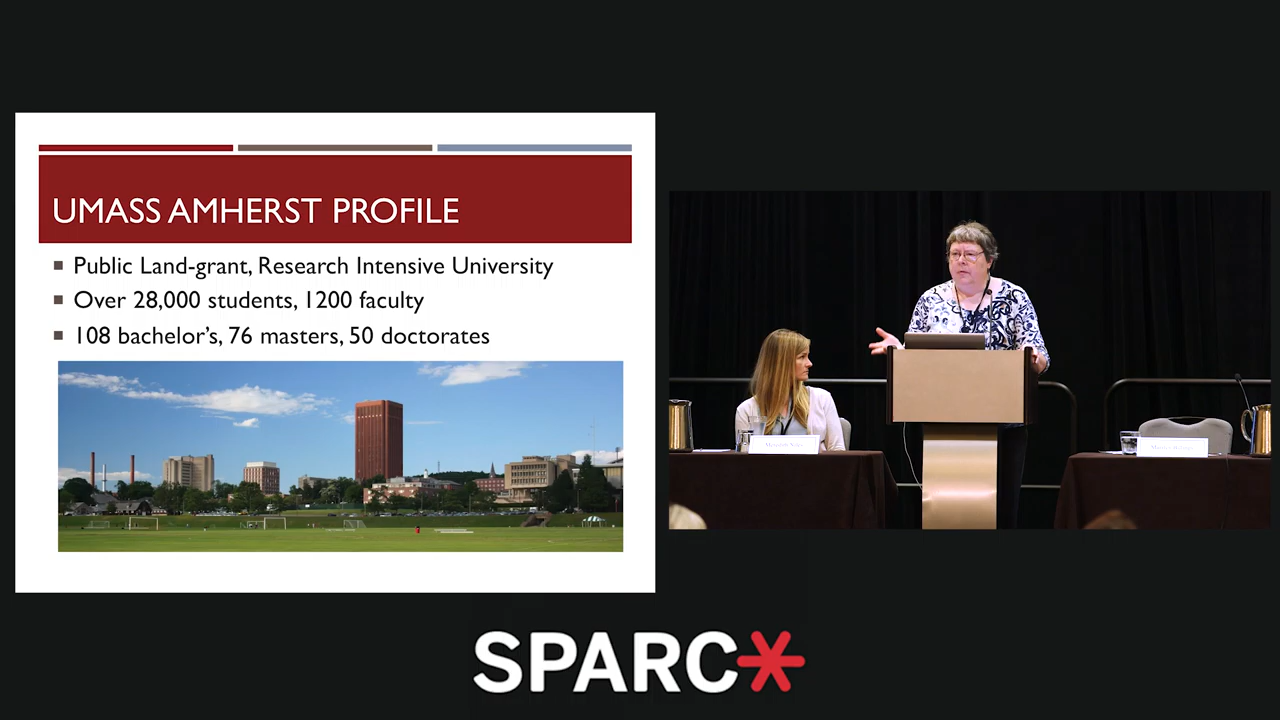 UMASS AMHERST PROFILE
Public Land-grant, Research Intensive University
Over 28,000 students, 1200 faculty
108 bachelor's, 76 masters, 50 doctorates
SPARC*